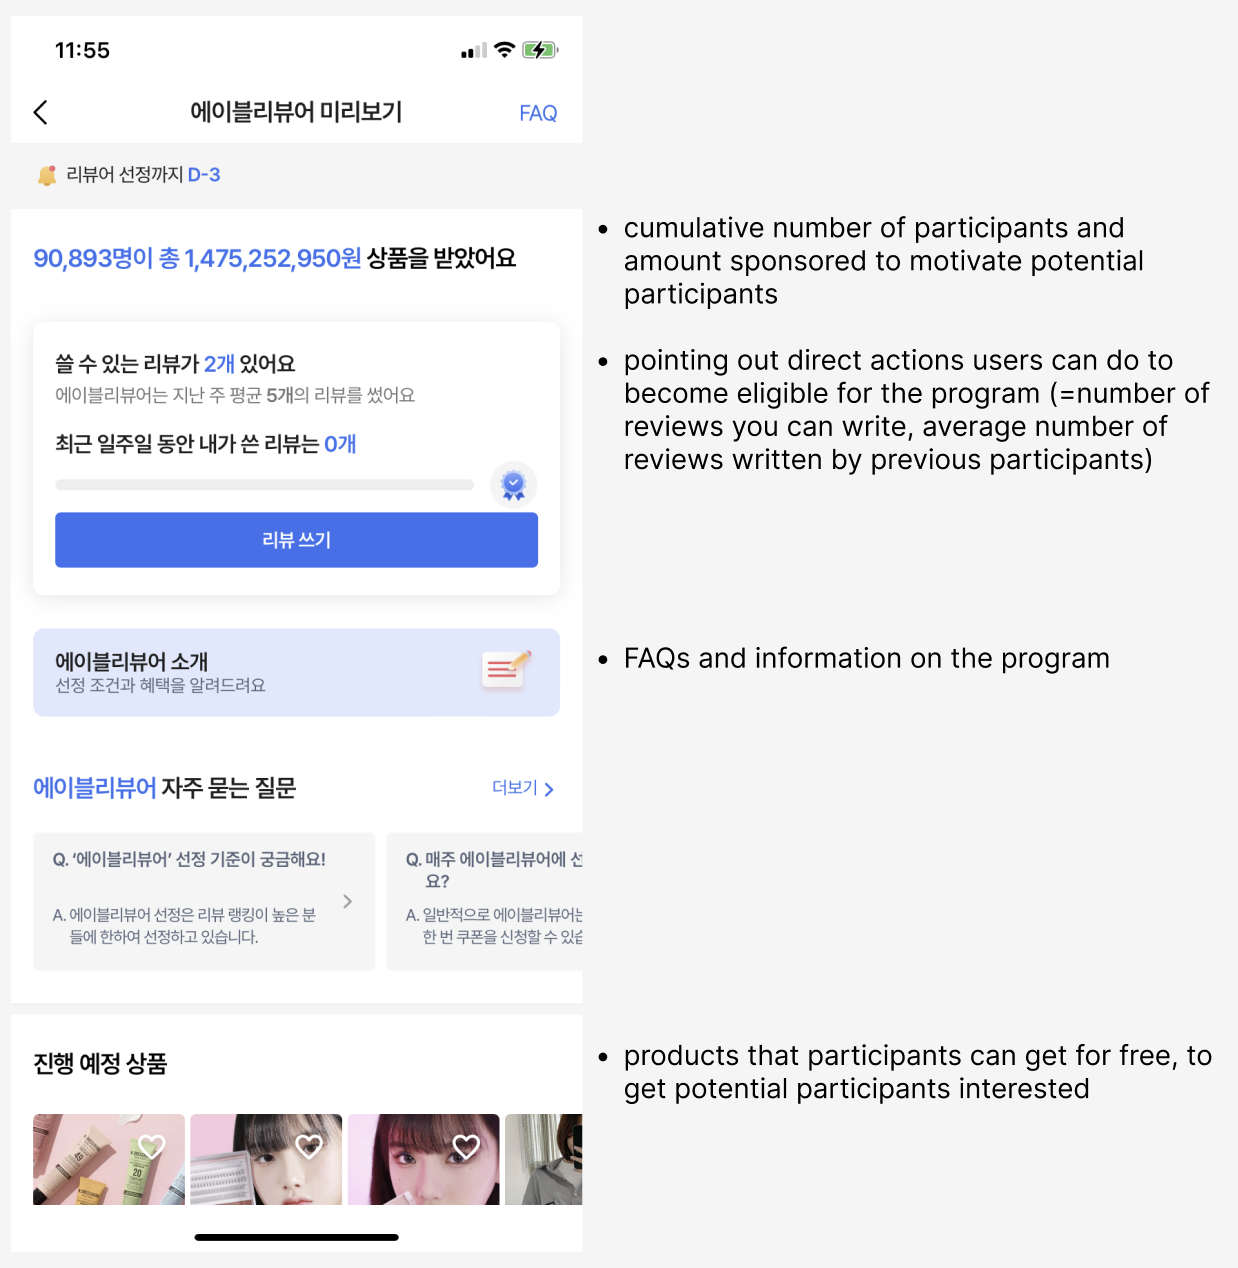 11:55
에이블리뷰어 미리보기
FAQ
리뷰어 선정까지 D-3
90,893명이 총 1,475,252,950원 상품을 받았어요
쓸 수 있는 리뷰가 2개 있어요
에이블리뷰어는 지난 주 평균 5개의 리뷰를 썼어요
최근 일주일 동안 내가 쓴 리뷰는 0개
리뷰 쓰기
에이블리뷰어 소개
선정 조건과 혜택을 알려드려요
에이블리뷰어 자주 묻는 질문
더보기
Q. ‘에이블리뷰어’ 선정 기준이 궁금해요!
A. 에이블리뷰어 선정은 리뷰 랭킹이 높은 분
들에 한하여 선정하고 있습니다.
Q. 매주 에이블리뷰어에 선
요?
A. 일반적으로 에이블리뷰어는
한 번 쿠폰을 신청할 수 있습
진행 예정 상품
49
20
• cumulative number of participants and
amount sponsored to motivate potential
participants
• pointing out direct actions users can do to
become eligible for the program (=number of
reviews you can write, average number of
reviews written by previous participants)
• FAQs and information on the program
• products that participants can get for free, to
get potential participants interested